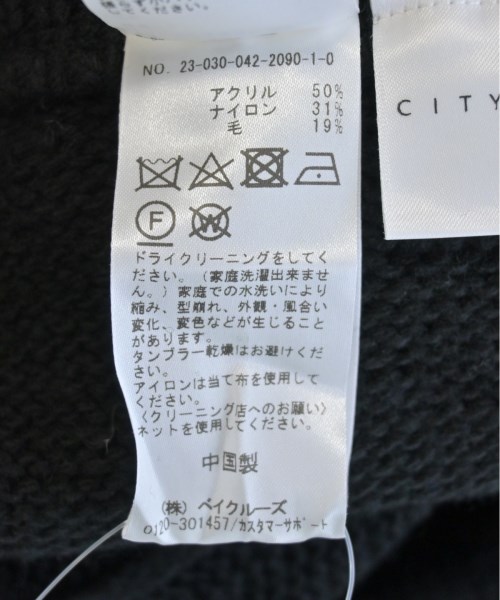 してください。
NO. 23-030-042-2090-1-0
アクリル 50%
ナイロン 31%
毛 19%
CITY
F
W
ドライクリーニングをしてく
ださい。（家庭洗濯出来ませ
ん。）家庭での水洗いにより
縮み、型崩れ、外観・風合い
変化、変色などが生じること
があります。
タンブラー乾燥はお避けくだ
さい。
アイロンは当て布を使用して
ください。
〈クリーニング店へのお願い〉
ネットを使用してください。
中国製
（株）ベイクルーズ
0120-301457/カスタマーサポート